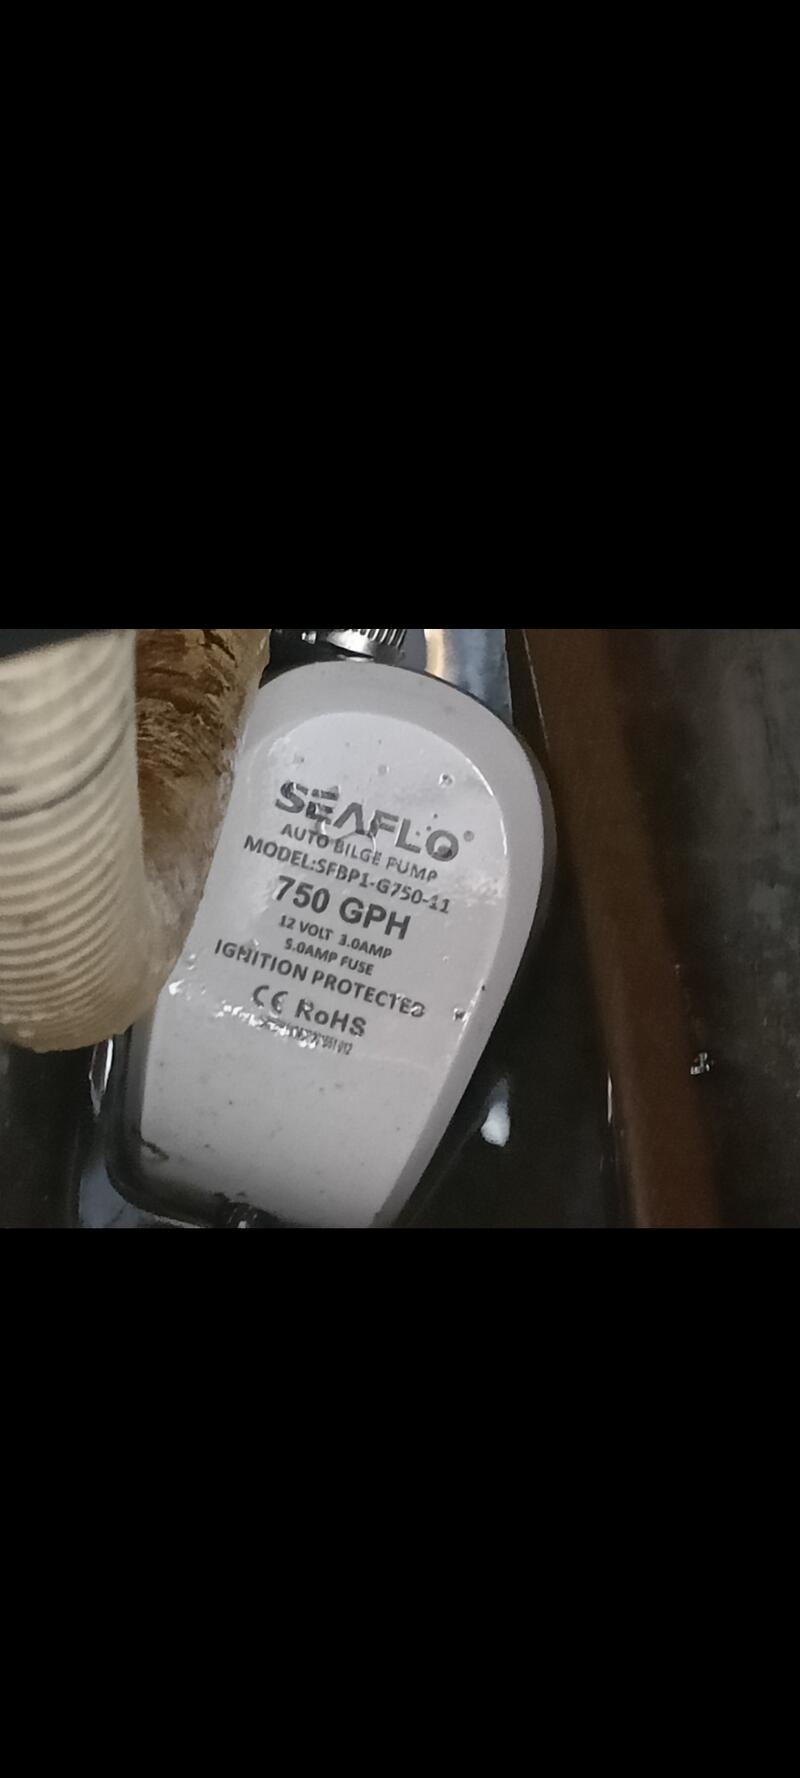 SEAFLO®
AUTO BILGE PUMP
MODEL:SFBP1-G750-11
750 GPH
12 VOLT 3.0AMP
5.0AMP FUSE
IGNITION PROTECTED
CE RoHS